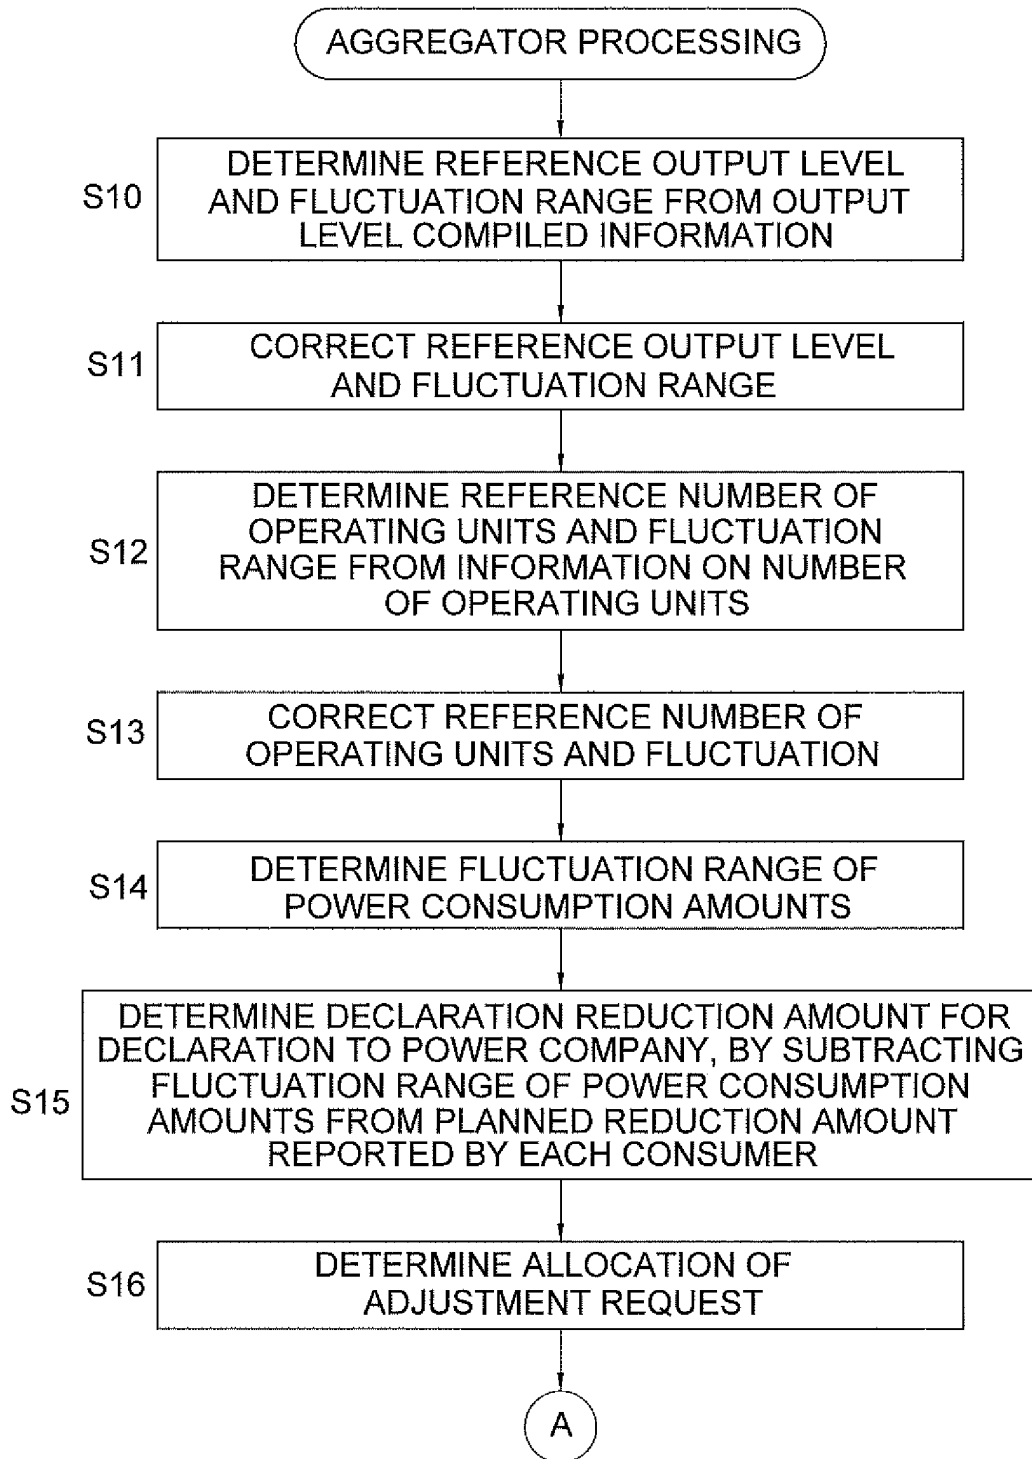 AGGREGATOR PROCESSING
S10
DETERMINE REFERENCE OUTPUT LEVEL
AND FLUCTUATION RANGE FROM OUTPUT
LEVEL COMPILED INFORMATION
S11
CORRECT REFERENCE OUTPUT LEVEL
AND FLUCTUATION RANGE
S12
DETERMINE REFERENCE NUMBER OF
OPERATING UNITS AND FLUCTUATION
RANGE FROM INFORMATION ON NUMBER
OF OPERATING UNITS
S13
CORRECT REFERENCE NUMBER OF
OPERATING UNITS AND FLUCTUATION
S14
DETERMINE FLUCTUATION RANGE OF
POWER CONSUMPTION AMOUNTS
S15
DETERMINE DECLARATION REDUCTION AMOUNT FOR
DECLARATION TO POWER COMPANY, BY SUBTRACTING
FLUCTUATION RANGE OF POWER CONSUMPTION
AMOUNTS FROM PLANNED REDUCTION AMOUNT
REPORTED BY EACH CONSUMER
S16
DETERMINE ALLOCATION OF
ADJUSTMENT REQUEST
A